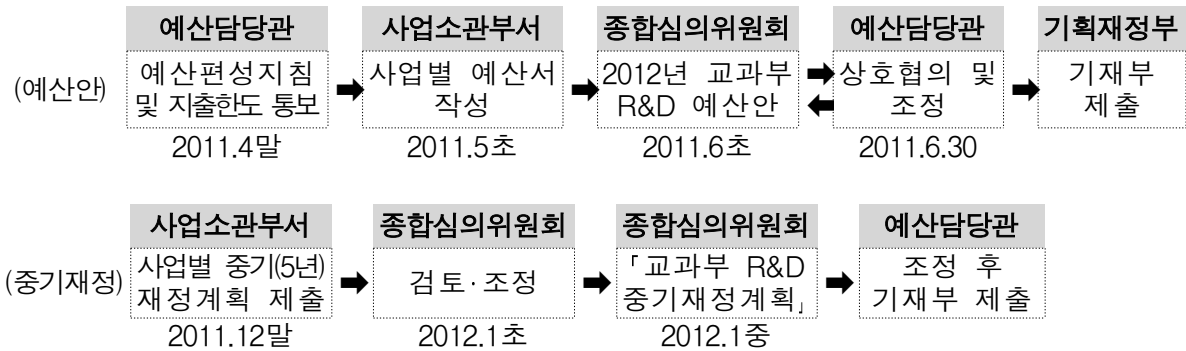 예산담당관 사업소관부서 종합심의위원회 예산담당관 기획재정부
(예산안) 예산편성지침 및 지출한도 통보 ➡ 사업별 예산서 작성 ➡ 2012년 교과부 R&D 예산안 ➡ ⬅ 상호협의 및 조정 ➡ 기재부 제출
2011.4말 2011.5초 2011.6초 2011.6.30
사업소관부서 종합심의위원회 종합심의위원회 예산담당관
(중기재정) 사업별 중기(5년) 재정계획 제출 ➡ 검토·조정 ➡ 「교과부 R&D 중기재정계획」 ➡ 조정 후 기재부 제출
2011.12말 2012.1초 2012.1중